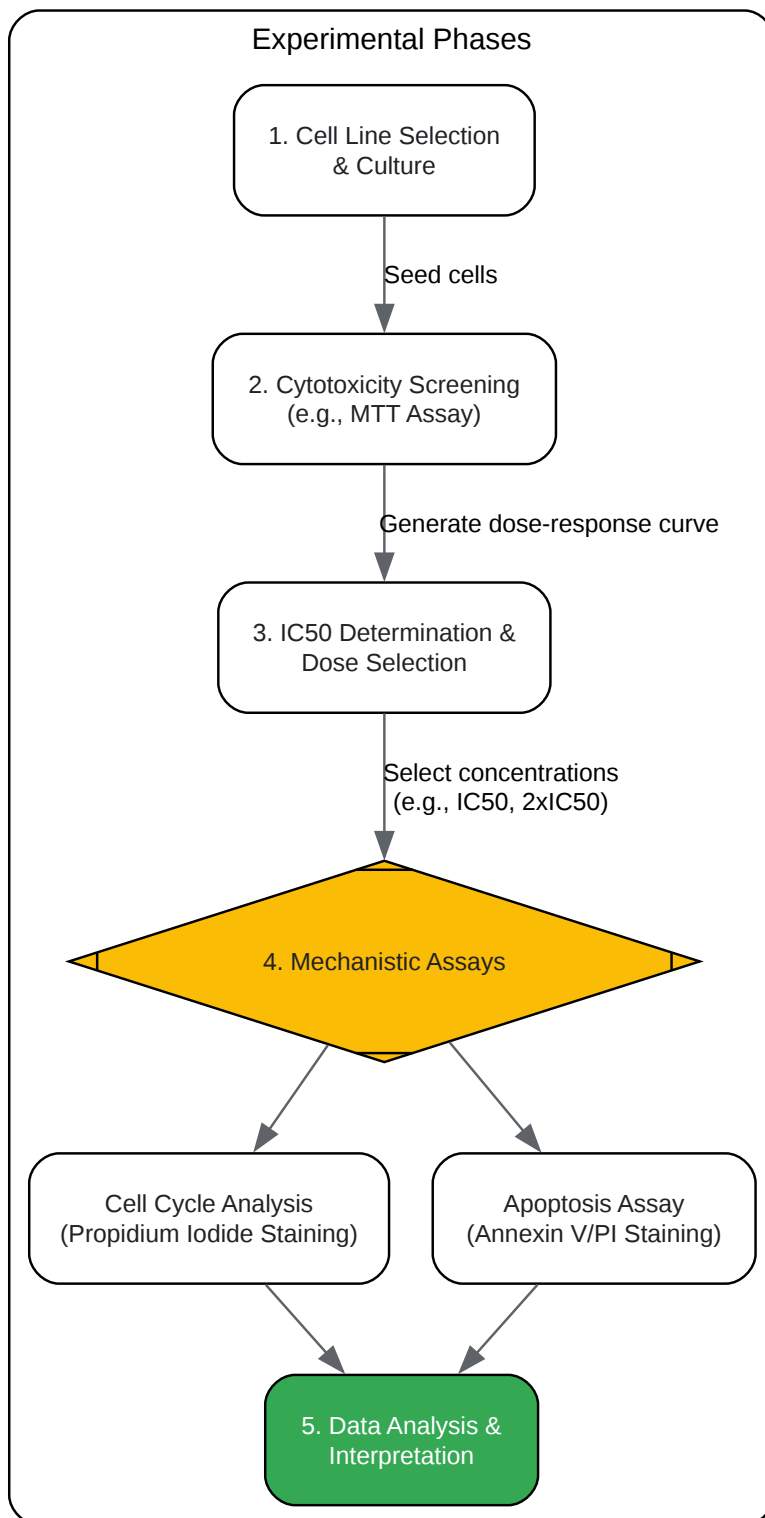 Experimental Phases
1. Cell Line Selection
& Culture
Seed cells
2. Cytotoxicity Screening
(e.g., MTT Assay)
Generate dose-response curve
3. IC50 Determination &
Dose Selection
Select concentrations
(e.g., IC50, 2xIC50)
4. Mechanistic Assays
Cell Cycle Analysis
(Propidium Iodide Staining)
Apoptosis Assay
(Annexin V/PI Staining)
5. Data Analysis &
Interpretation